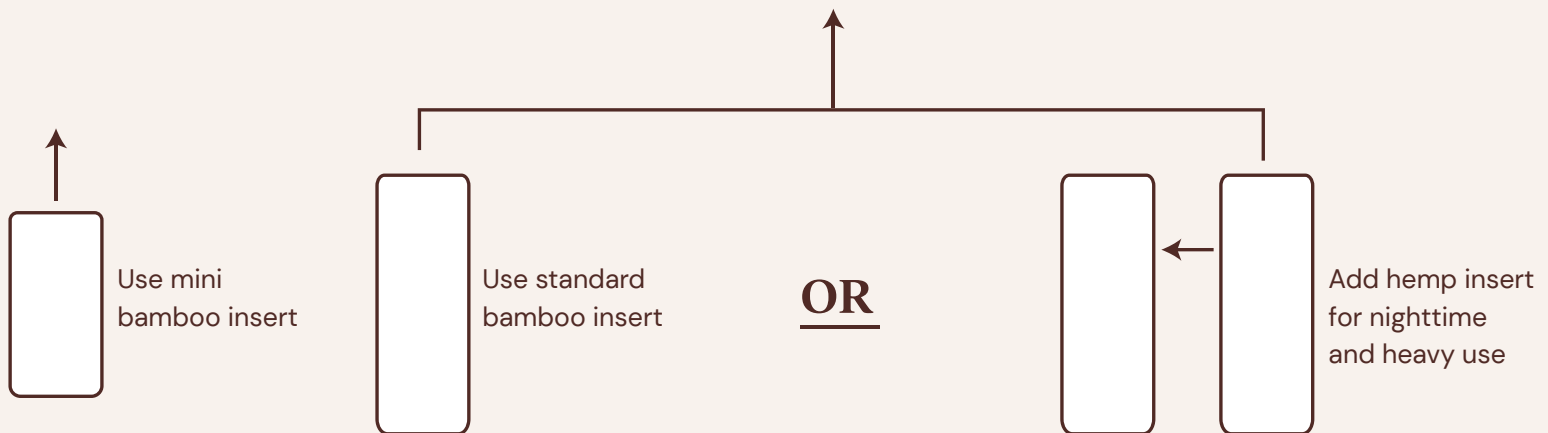 Use mini
bamboo insert
Use standard
bamboo insert
OR
Add hemp insert
for nighttime
and heavy use